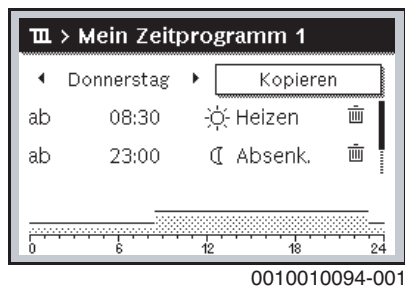 > Mein Zeitprogramm 1
Donnerstag Kopieren
ab 08:30 Heizen
ab 23:00 Absenk.
0 6 12 18 24
0010010094-001